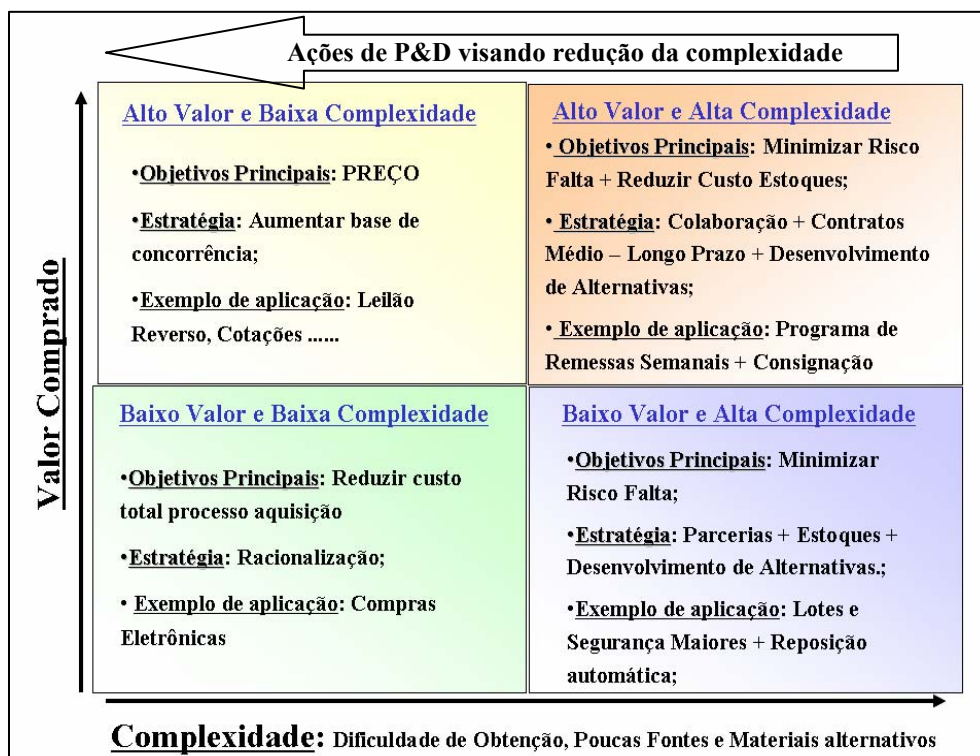 Ações de P&D visando redução da complexidade
Valor Comprado
Alto Valor e Baixa Complexidade
•Objetivos Principais: PREÇO
•Estratégia: Aumentar base de
concorrência;
•Exemplo de aplicação: Leilão
Reverso, Cotações ......
Alto Valor e Alta Complexidade
• Objetivos Principais: Minimizar Risco
Falta + Reduzir Custo Estoques;
• Estratégia: Colaboração + Contratos
Médio – Longo Prazo + Desenvolvimento
de Alternativas;
• Exemplo de aplicação: Programa de
Remessas Semanais + Consignação
Baixo Valor e Baixa Complexidade
•Objetivos Principais: Reduzir custo
total processo aquisição
•Estratégia: Racionalização;
• Exemplo de aplicação: Compras
Eletrônicas
Baixo Valor e Alta Complexidade
•Objetivos Principais: Minimizar
Risco Falta;
•Estratégia: Parcerias + Estoques +
Desenvolvimento de Alternativas.;
•Exemplo de aplicação: Lotes e
Segurança Maiores + Reposição
automática;
Complexidade: Dificuldade de Obtenção, Poucas Fontes e Materiais alternativos